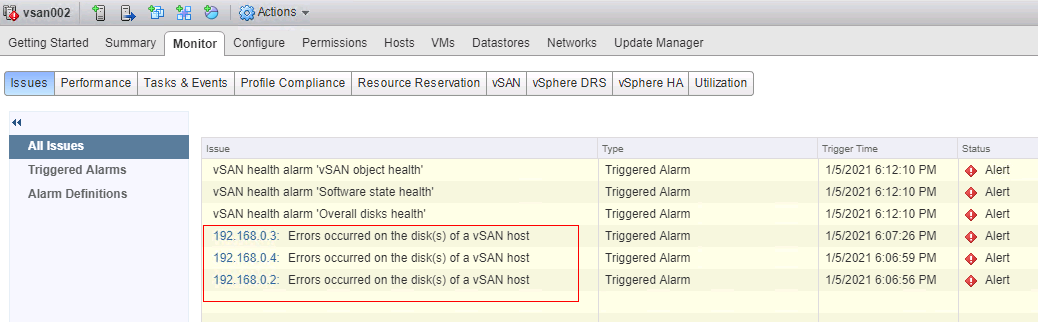 vsan002 Actions
Getting Started Summary Monitor Configure Permissions Hosts VMs Datastores Networks Update Manager
Issues Performance Tasks & Events Profile Compliance Resource Reservation vSAN vSphere DRS vSphere HA Utilization
All Issues
Triggered Alarms
Alarm Definitions
Issue Type Trigger Time Status
vSAN health alarm 'vSAN object health' Triggered Alarm 1/5/2021 6:12:10 PM Alert
vSAN health alarm 'Software state health' Triggered Alarm 1/5/2021 6:12:10 PM Alert
vSAN health alarm 'Overall disks health' Triggered Alarm 1/5/2021 6:12:10 PM Alert
192.168.0.3: Errors occurred on the disk(s) of a vSAN host Triggered Alarm 1/5/2021 6:07:26 PM Alert
192.168.0.4: Errors occurred on the disk(s) of a vSAN host Triggered Alarm 1/5/2021 6:06:59 PM Alert
192.168.0.2: Errors occurred on the disk(s) of a vSAN host Triggered Alarm 1/5/2021 6:06:56 PM Alert